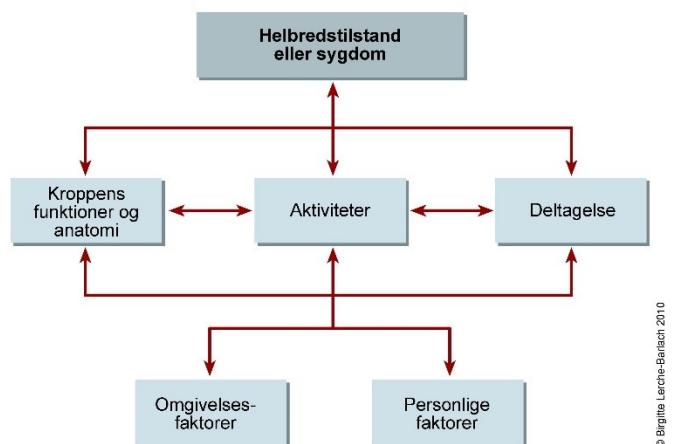 Helbredstilstand
eller sygdom
Kroppens
funktioner og
anatomi
Aktiviteter
Deltagelse
Omgivelses-
faktorer
Personlige
faktorer
© Birgitte Lerche-Barlach 2010